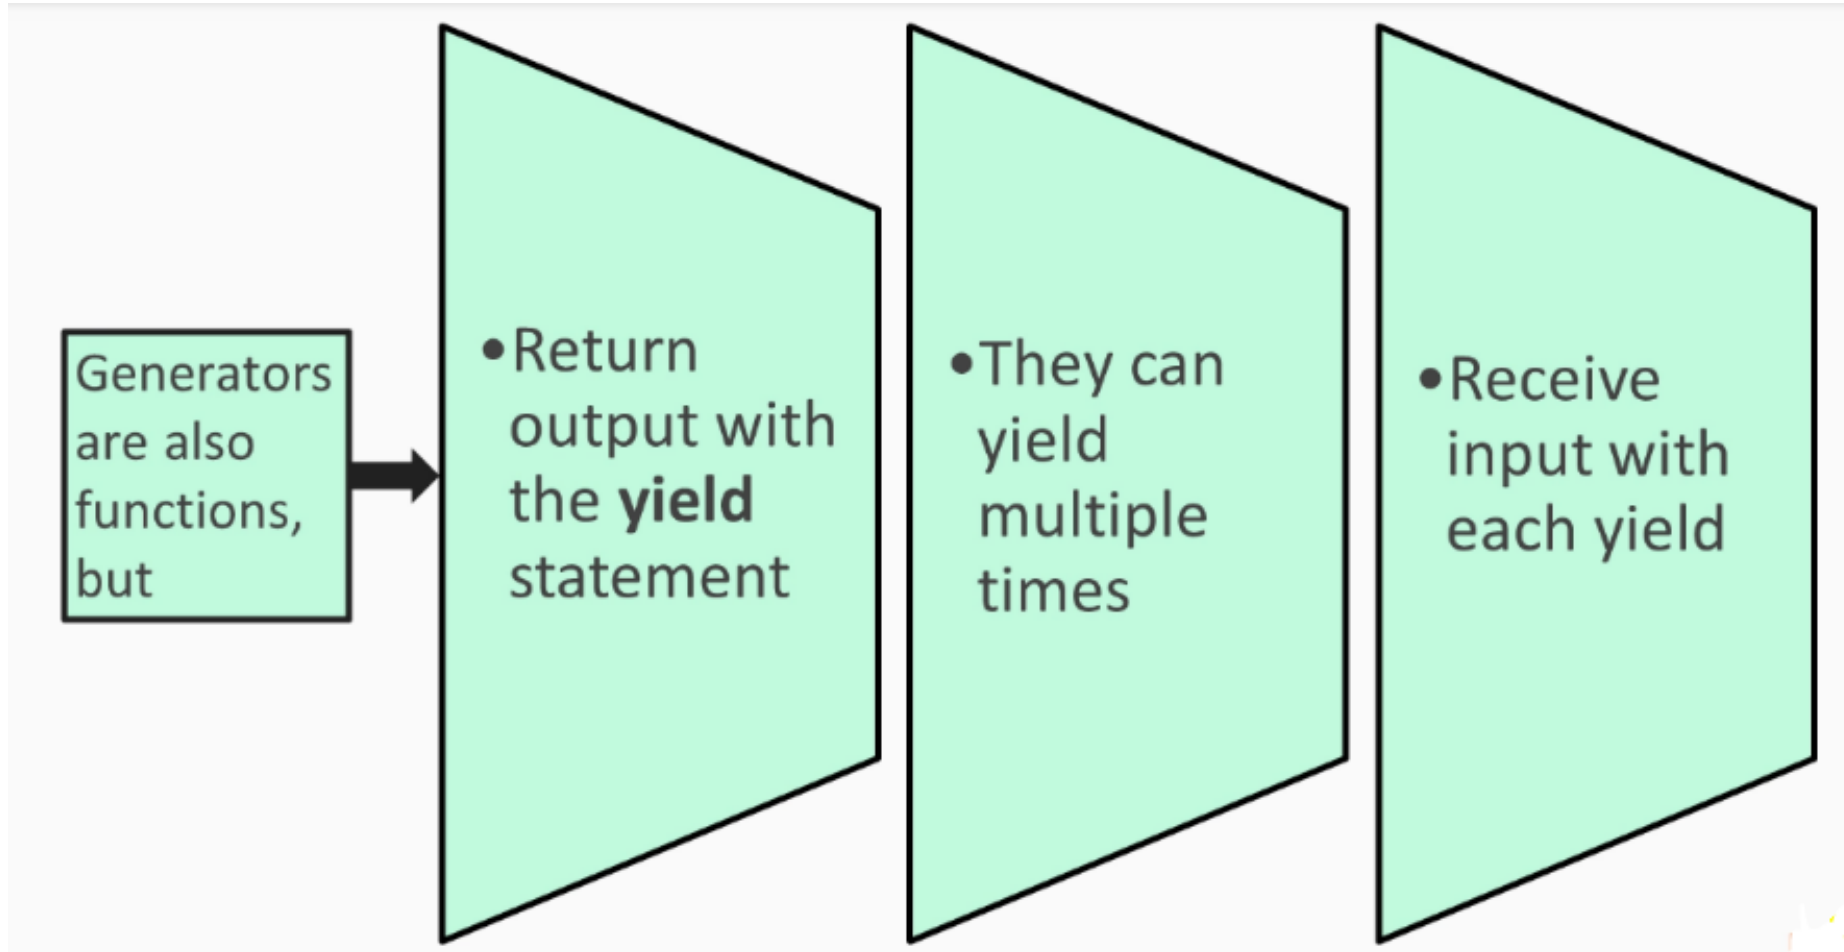 Generators
are also
functions,
but
•Return
output with
the yield
statement
•They can
yield
multiple
times
•Receive
input with
each yield